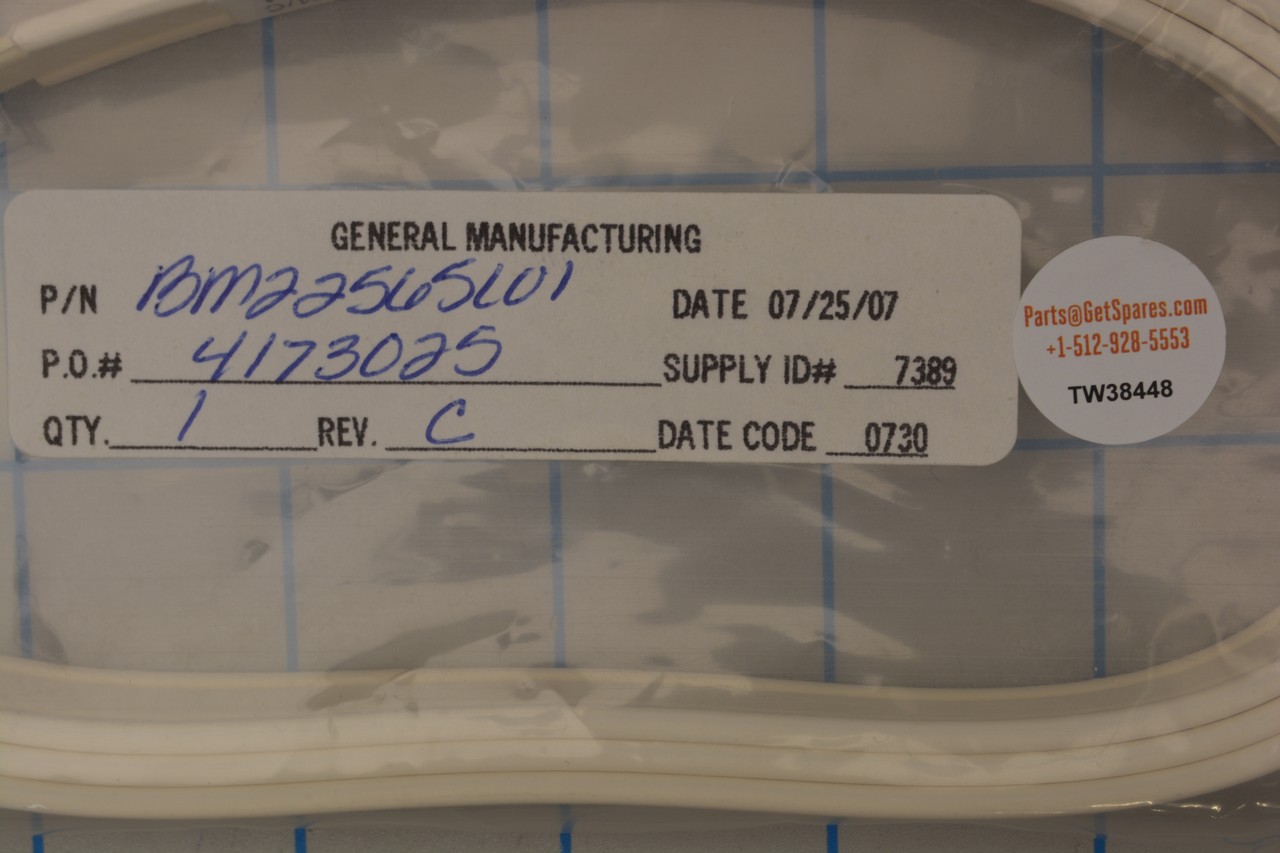 GENERAL MANUFACTURING
P/N BM22565L01 DATE 07/25/07
P.O.# 4173025 SUPPLY ID# 7389
QTY. 1 REV. C DATE CODE 0730
Parts@GetSpares.com
+1-512-928-5553
TW38448